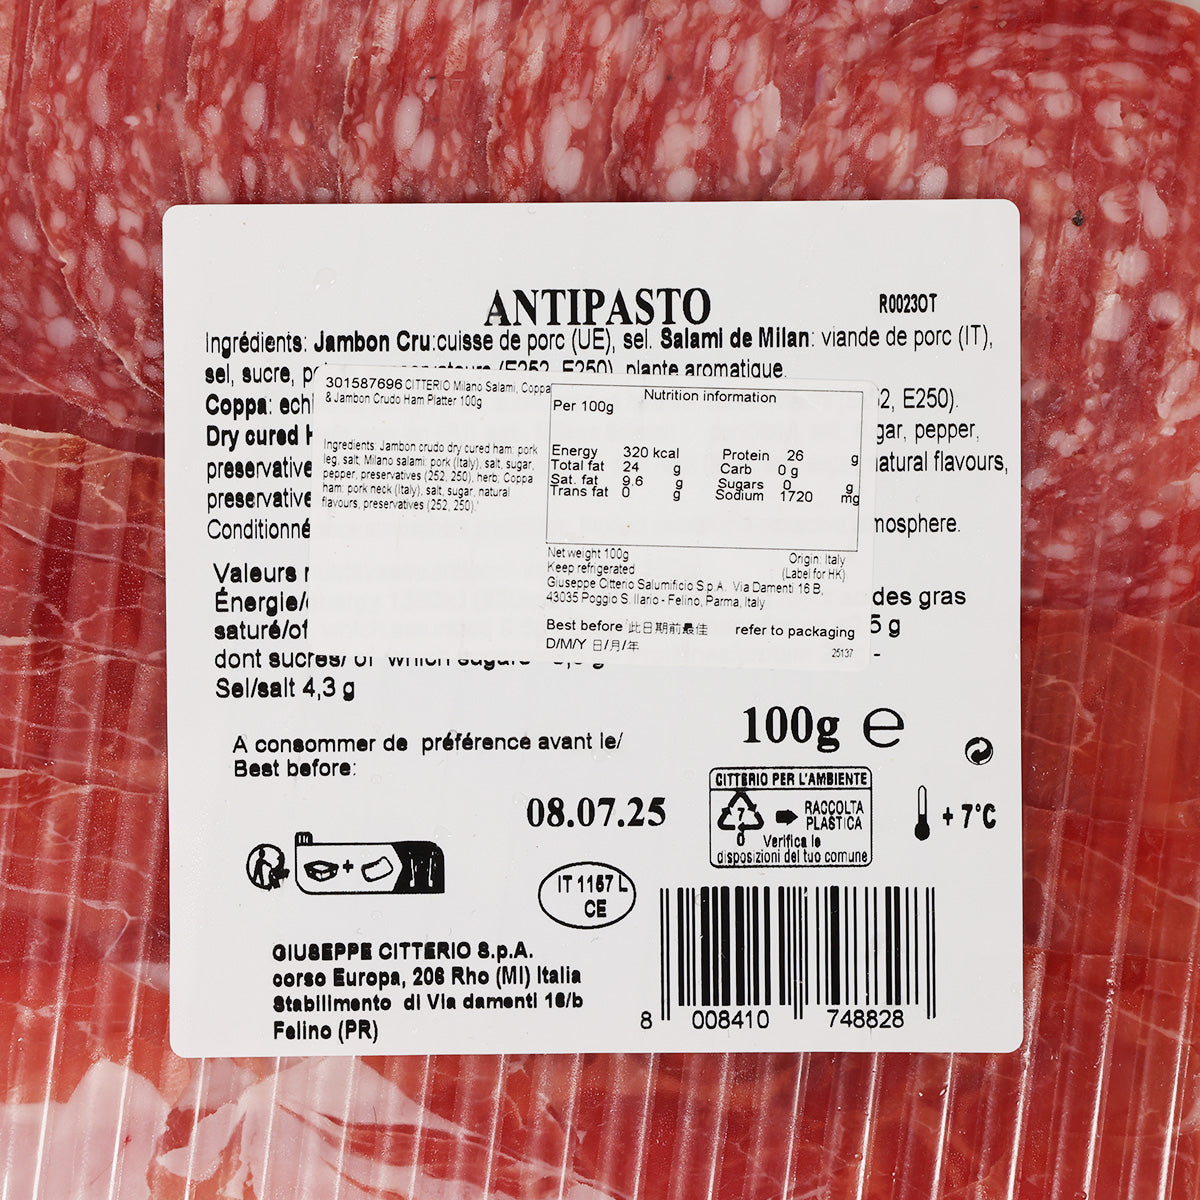 ANTIPASTO
R0023OT
Ingrédients: Jambon Cru:cuisse de porc (UE), sel. Salami de Milan: viande de porc (IT),
sel, sucre, (E252, E250), plante aromatique.
Coppa: E250).
Dry cured gar, pepper,
preservative natural flavours,
preservative
Conditionné mosphere.
301587696 CITTERIO Milano Salami, Coppa
& Jambon Crudo Ham Platter 100g
Ingredients: Jambon crudo dry cured ham: pork
leg, salt, Milano salami: pork (Italy), salt, sugar,
pepper, preservatives (252, 250), herb; Coppa
ham: pork neck (Italy), salt, sugar, natural
flavours, preservatives (252, 250).
Nutrition information
Per 100g
Energy 320 kcal Protein 26 g
Total fat 24 g Carb 0 g
Sat. fat 9.6 g Sugars 0 g
Trans fat 0 g Sodium 1720 mg
Net weight 100g
Keep refrigerated
Origin: Italy
(Label for HK)
Giuseppe Citterio Salumificio S.p.A. Via Damenti 16 B,
43035 Poggio S. Ilario - Felino, Parma, Italy
Best before 此日期前最佳 refer to packaging
D/M/Y 日/月/年
25137
Valeurs
Énergie/ des gras
saturé/of 5 g
dont sucres/ of which sugars -
Sel/salt 4,3 g
100g ℮
A consommer de préférence avant le/
Best before:
08.07.25
CITTERIO PER L'AMBIENTE
7
RACCOLTA
PLASTICA
Verifica le
disposizioni del tuo comune
+ 7°C
+
IT 1157 L
CE
GIUSEPPE CITTERIO S.p.A.
corso Europa, 206 Rho (MI) Italia
Stabilimento di Via damenti 16/b
Felino (PR)
8 008410 748828